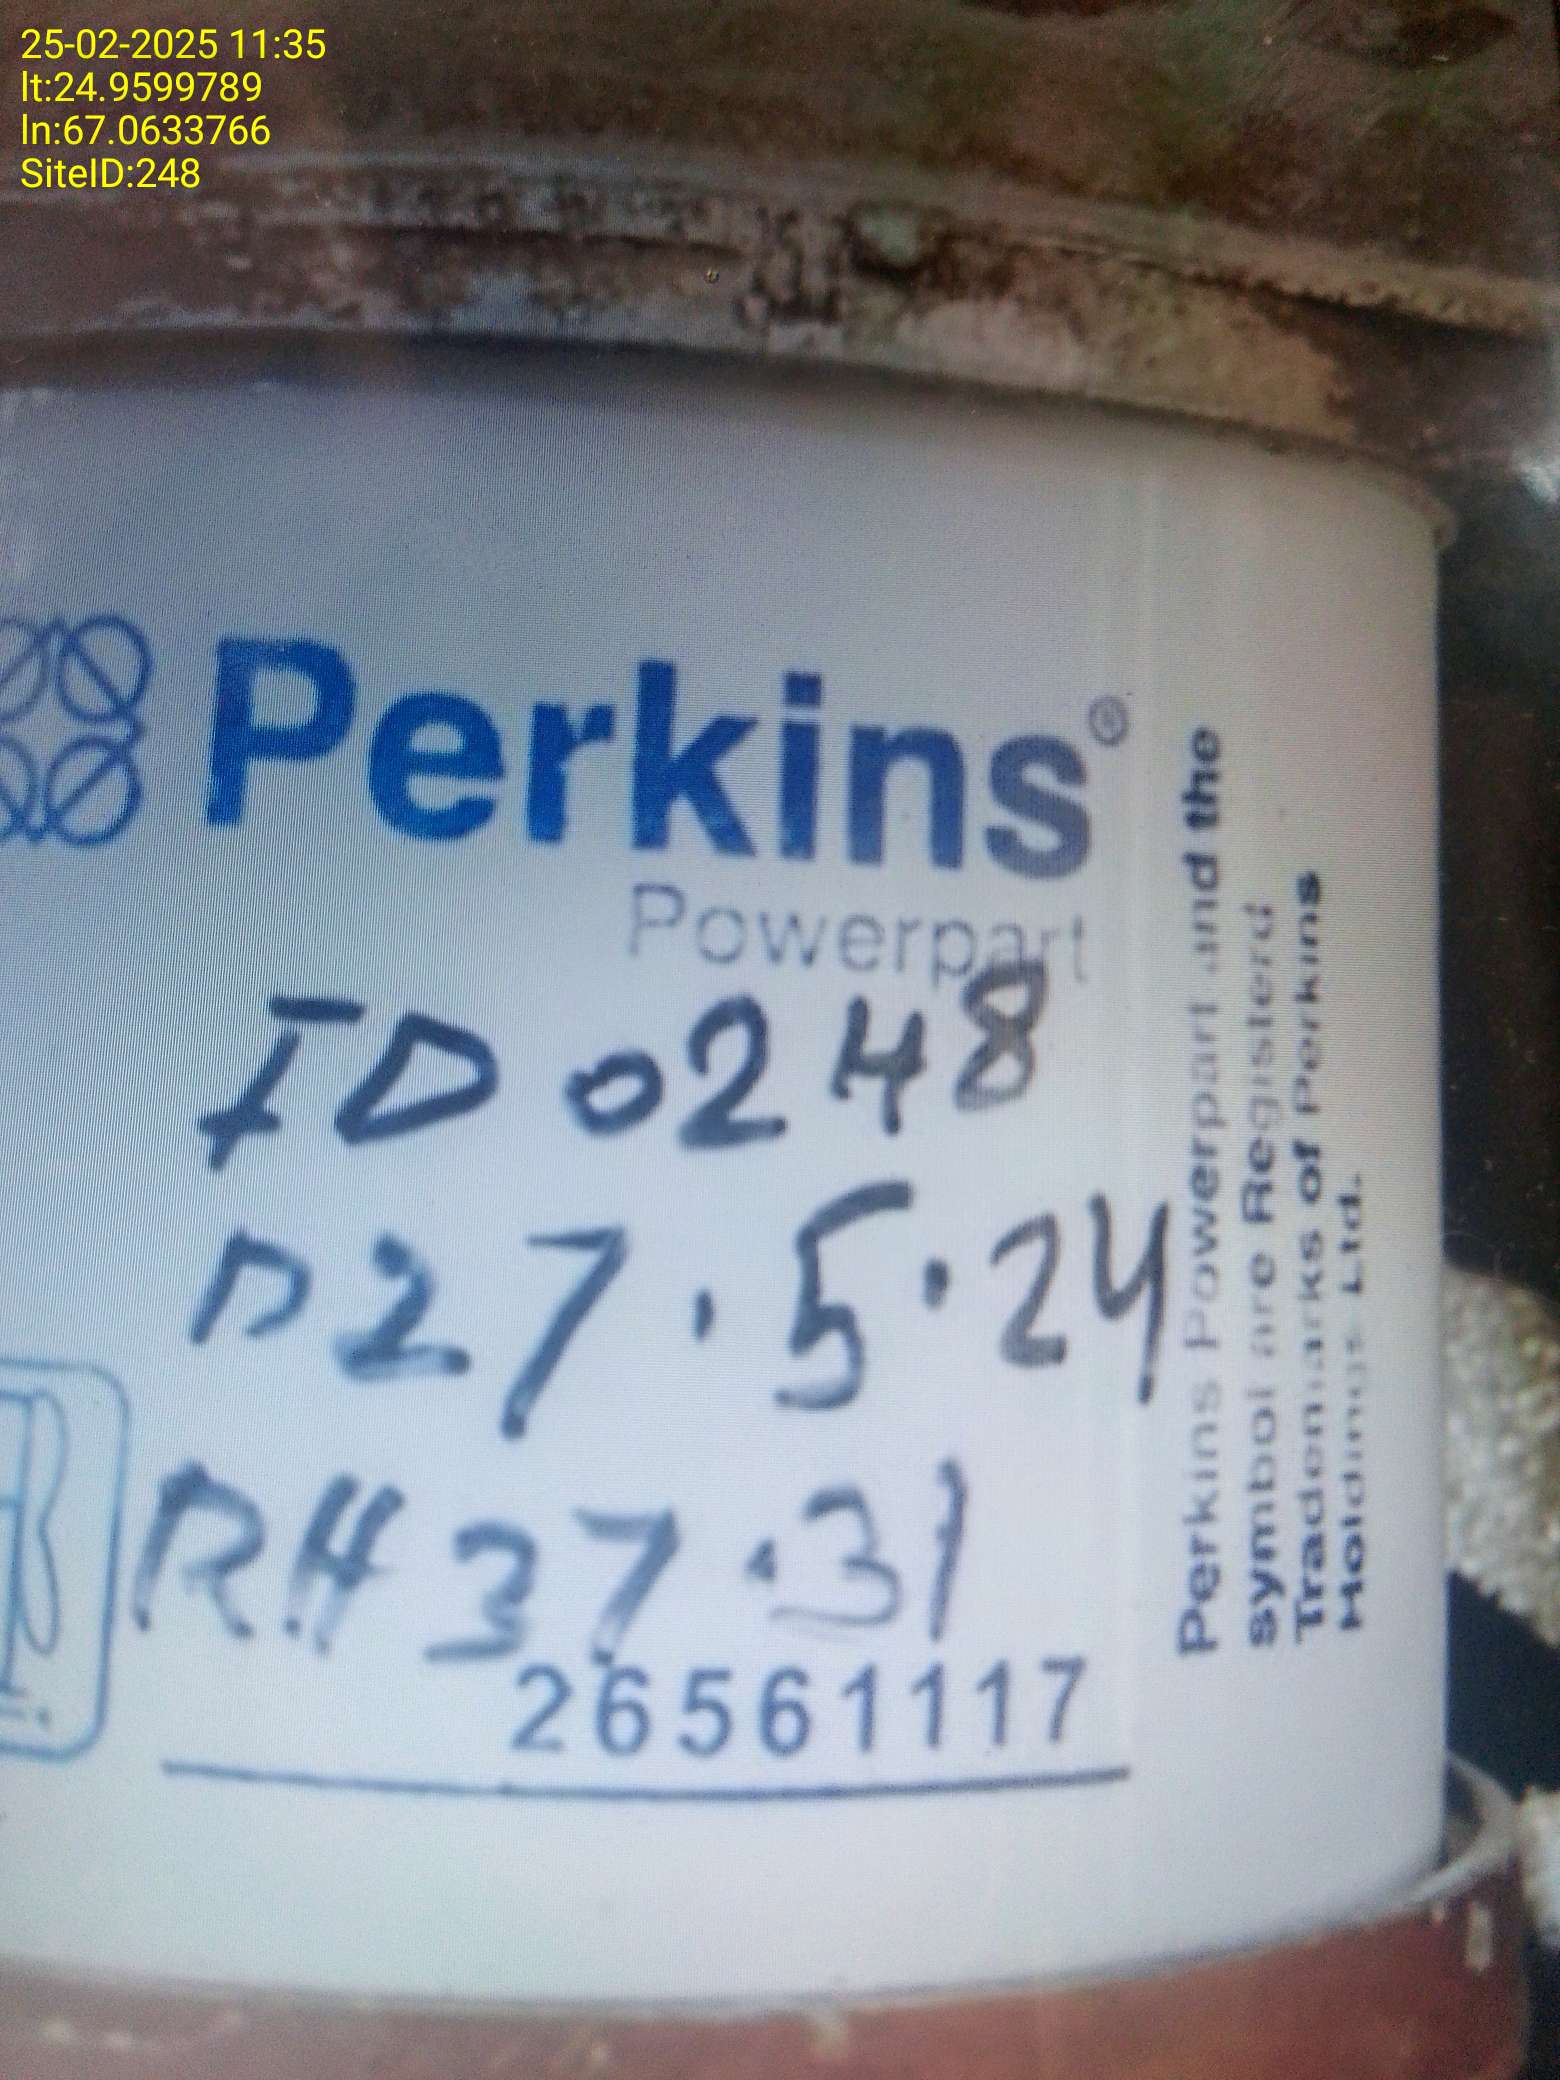 25-02-2025 11:35
lt:24.9599789
ln:67.0633766
SiteID:248
Perkins®
Powerpart
ID 0248
D27.5.24
RH 37.31
26561117
Perkins Powerpart and the
symbol are Registerd
Trademarks of Perkins
Holdings Ltd.